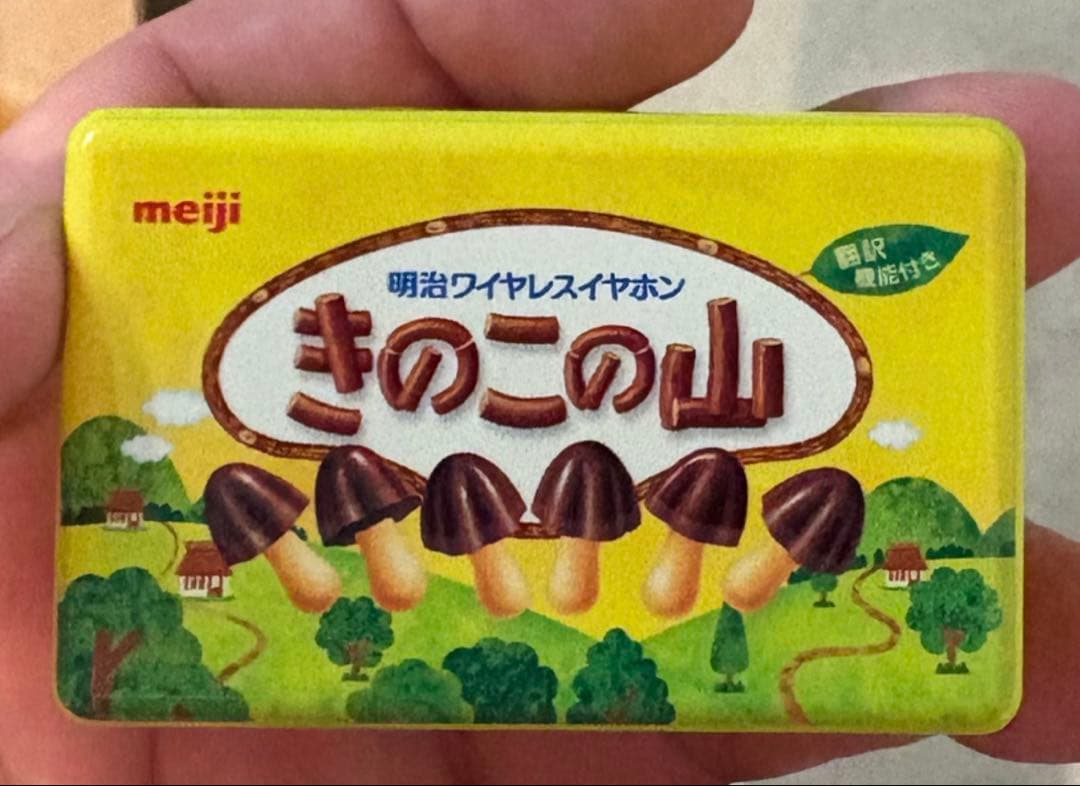 meiji
明治ワイヤレスイヤホン
きのこの山
翻訳
機能付き